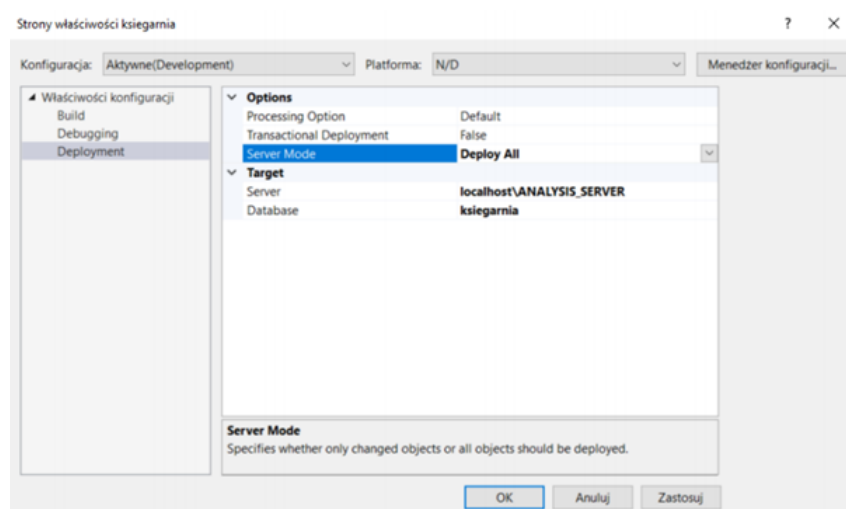 Strony właściwości ksiegarnia
Konfiguracja: Aktywne(Development) Platforma: N/D Menedżer konfiguracji...
Właściwości konfiguracji
Build
Debugging
Deployment
Options
Processing Option Default
Transactional Deployment False
Server Mode Deploy All
Target
Server localhost\ANALYSIS_SERVER
Database ksiegarnia
Server Mode
Specifies whether only changed objects or all objects should be deployed.
OK Anuluj Zastosuj